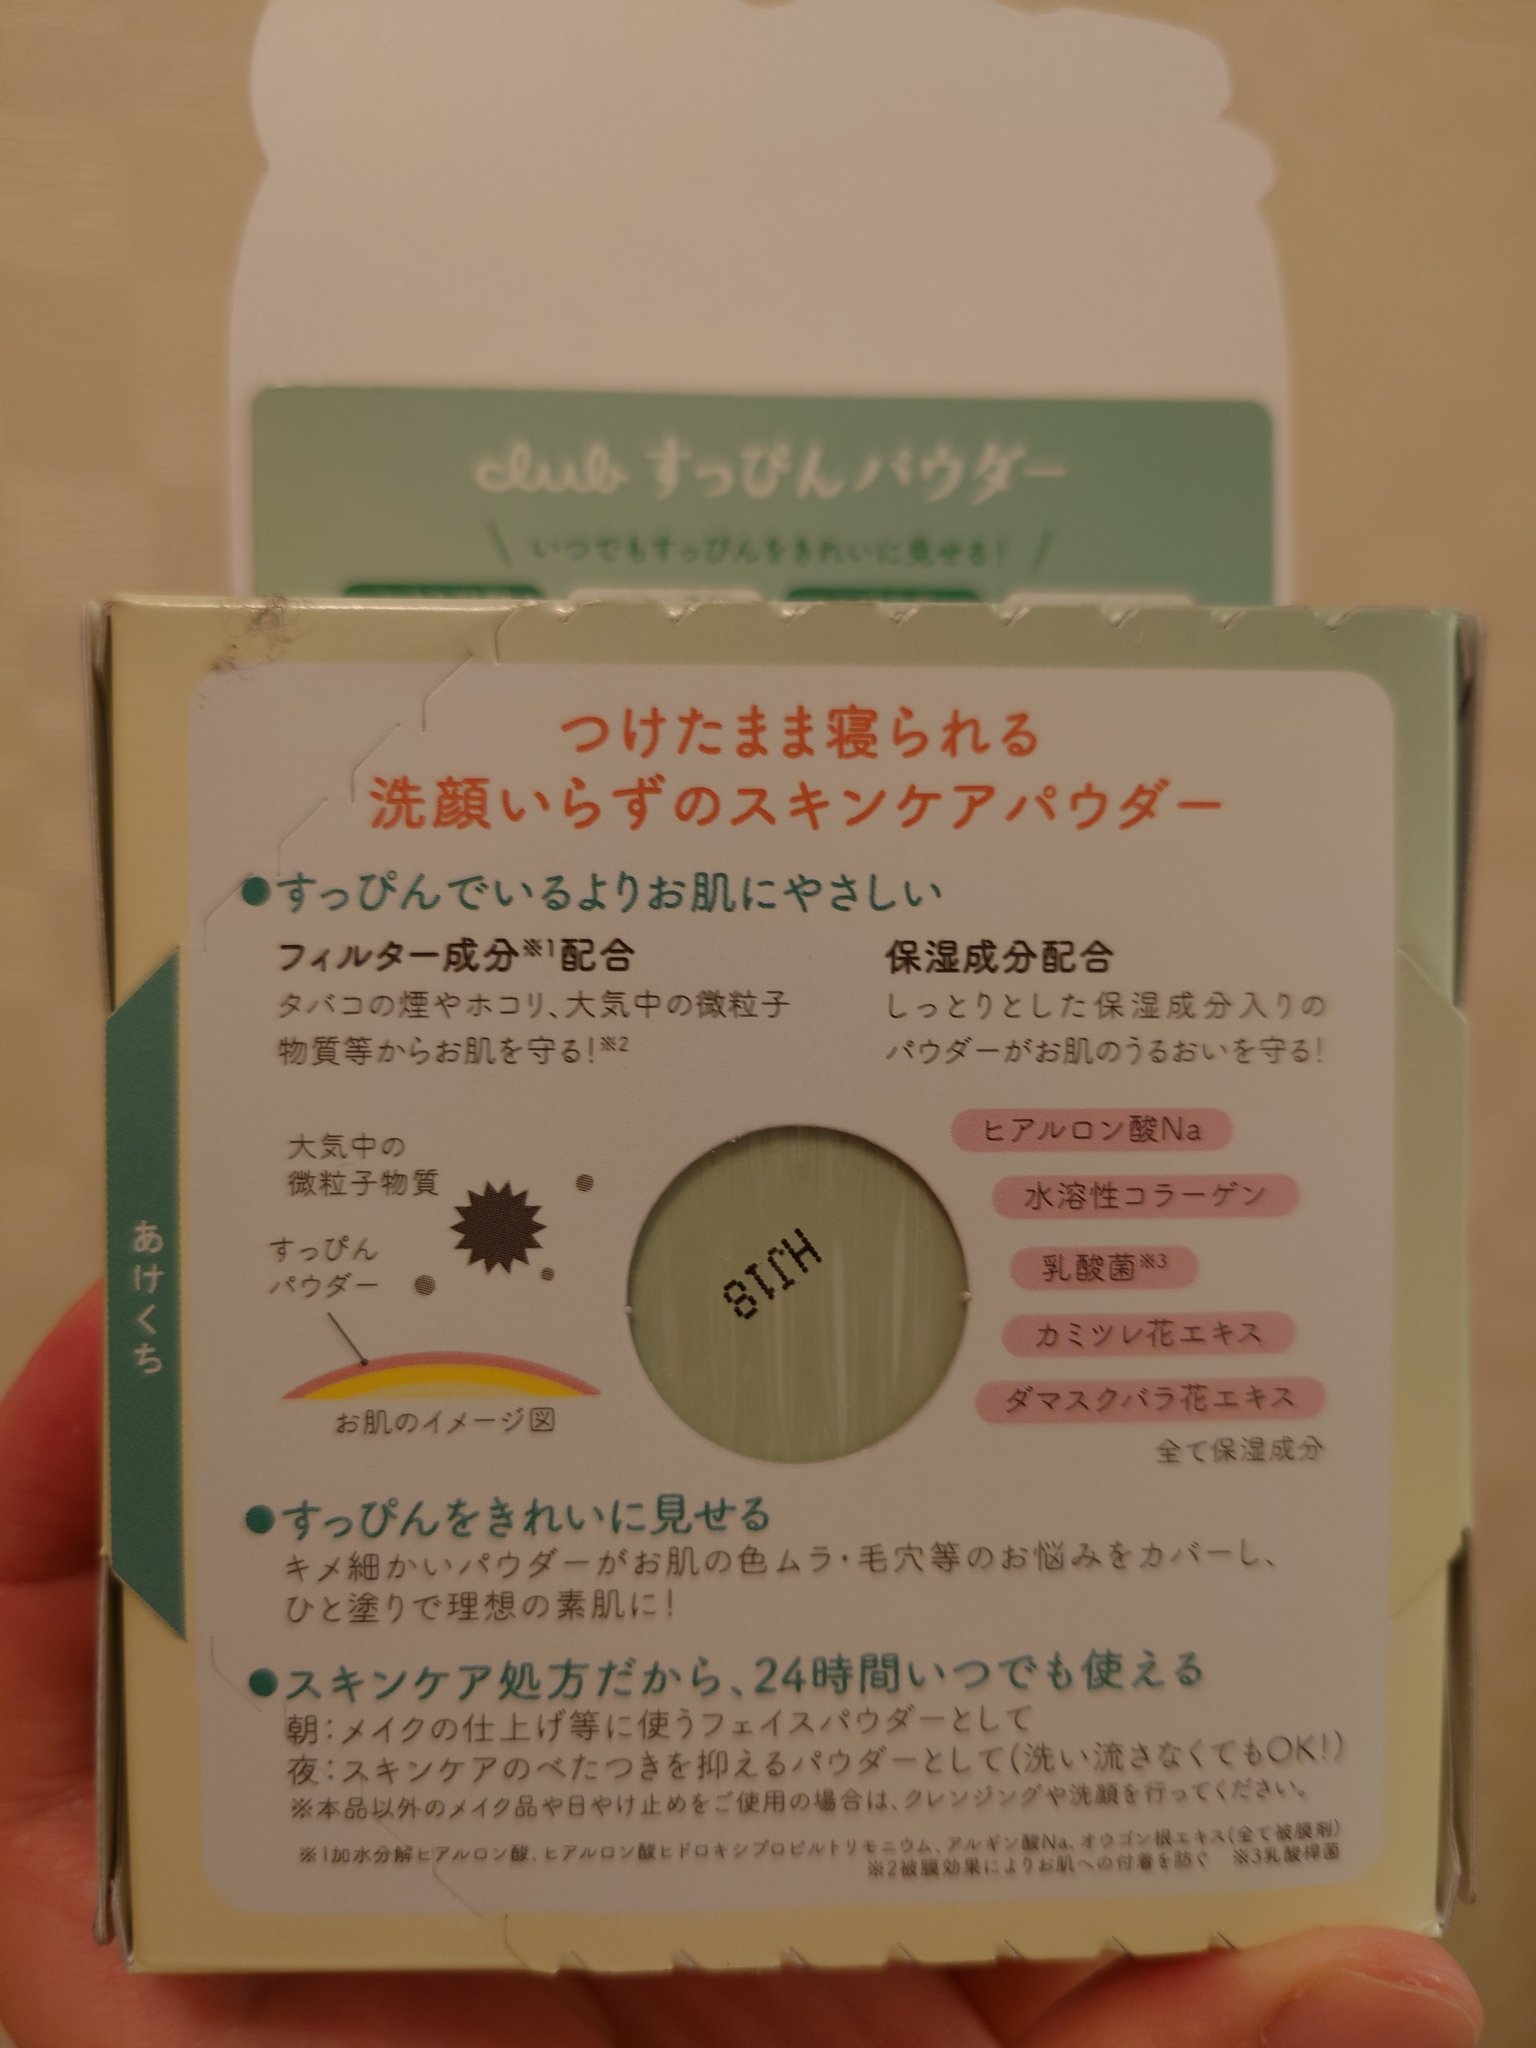 club すっぴんパウダー
いつでもすっぴんをきれいに見せる!
つけたまま寝られる
洗顔いらずのスキンケアパウダー
●すっぴんでいるよりお肌にやさしい
フィルター成分※1配合
タバコの煙やホコリ、大気中の微粒子
物質等からお肌を守る!※2
保湿成分配合
しっとりとした保湿成分入りの
パウダーがお肌のうるおいを守る!
大気中の
微粒子物質
すっぴん
パウダー
お肌のイメージ図
HJ118
ヒアルロン酸Na
水溶性コラーゲン
乳酸菌※3
カミツレ花エキス
ダマスクバラ花エキス
全て保湿成分
あけくち
●すっぴんをきれいに見せる
キメ細かいパウダーがお肌の色ムラ・毛穴等のお悩みをカバーし、
ひと塗りで理想の素肌に!
●スキンケア処方だから、24時間いつでも使える
朝:メイクの仕上げ等に使うフェイスパウダーとして
夜:スキンケアのべたつきを抑えるパウダーとして(洗い流さなくてもOK!)
※本品以外のメイク品や日やけ止めをご使用の場合は、クレンジングや洗顔を行ってください。
※1加水分解ヒアルロン酸、ヒアルロン酸ヒドロキシプロピルトリモニウム、アルギン酸Na、オウゴン根エキス(全て被膜剤)
※2被膜効果によりお肌への付着を防ぐ ※3乳酸桿菌